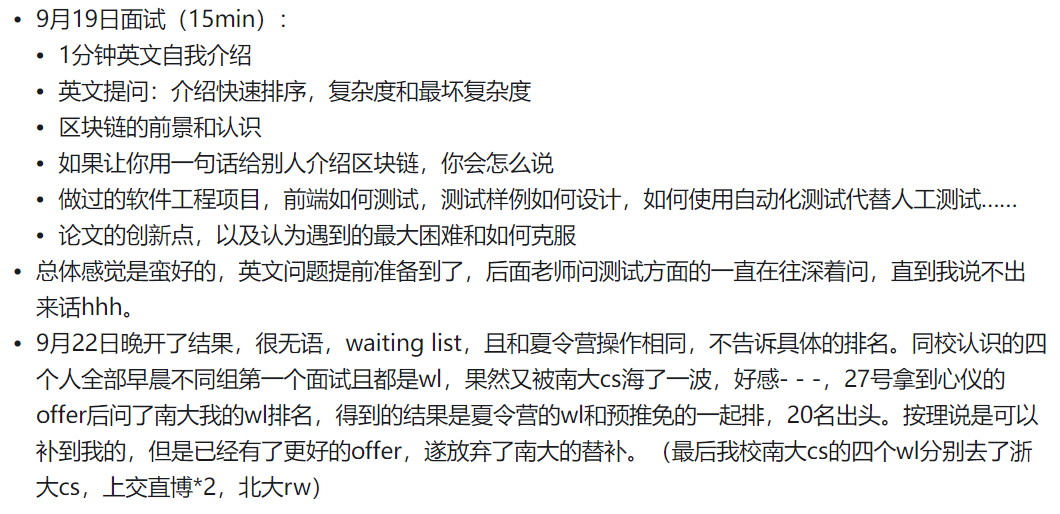 • 9月19日面试（15min）：
• 1分钟英文自我介绍
• 英文提问：介绍快速排序，复杂度和最坏复杂度
• 区块链的前景和认识
• 如果让你用一句话给别人介绍区块链，你会怎么说
• 做过的软件工程项目，前端如何测试，测试样例如何设计，如何使用自动化测试代替人工测试......
• 论文的创新点，以及认为遇到的最大困难和如何克服
• 总体感觉是蛮好的，英文问题提前准备到了，后面老师问测试方面的一直在往深着问，直到我说不出
来话hhh。
• 9月22日晚开了结果，很无语，waiting list，且和夏令营操作相同，不告诉具体的排名。同校认识的四
个人全部早晨不同组第一个面试且都是wl，果然又被南大cs海了一波，好感- - -，27号拿到心仪的
offer后问了南大我的wl排名，得到的结果是夏令营的wl和预推免的一起排，20名出头。按理说是可以
补到我的，但是已经有了更好的offer，遂放弃了南大的替补。（最后我校南大cs的四个wl分别去了浙
大cs，上交直博*2，北大rw）